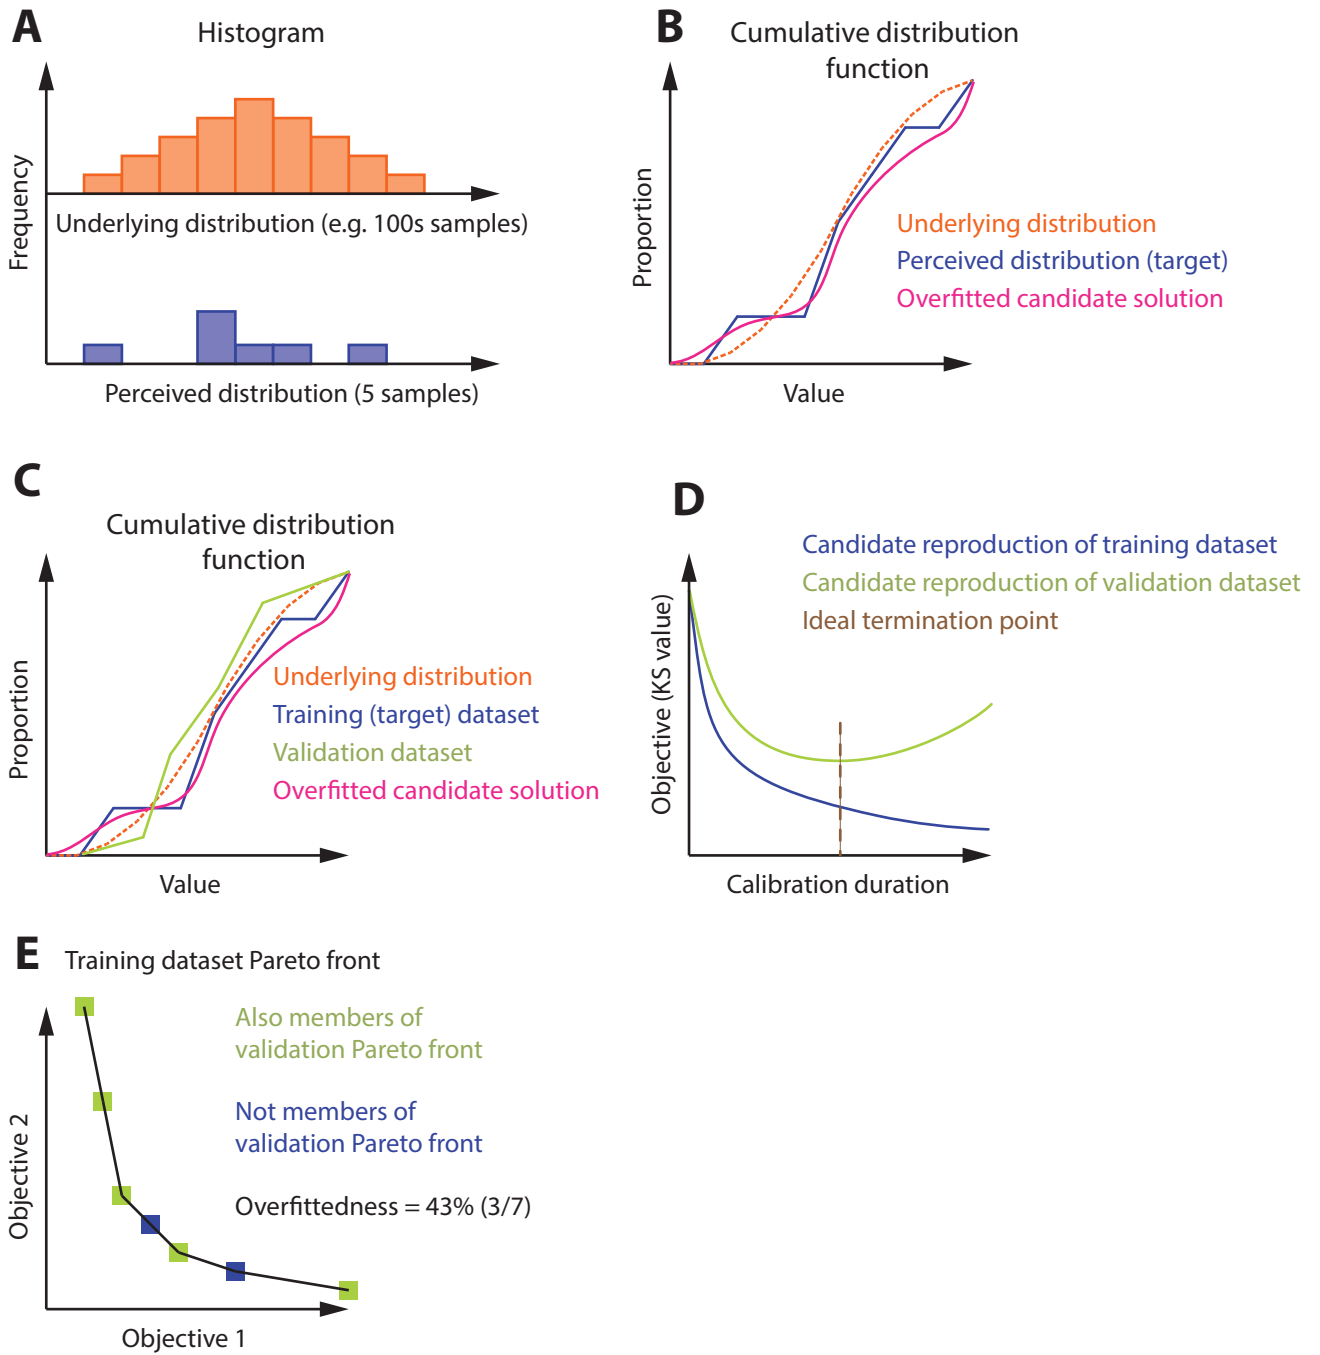 A
Histogram
Frequency
Underlying distribution (e.g. 100s samples)
Perceived distribution (5 samples)
B
Cumulative distribution
function
Proportion
Underlying distribution
Perceived distribution (target)
Overfitted candidate solution
Value
C
Cumulative distribution
function
Proportion
Underlying distribution
Training (target) dataset
Validation dataset
Overfitted candidate solution
Value
D
Candidate reproduction of training dataset
Candidate reproduction of validation dataset
Ideal termination point
Objective (KS value)
Calibration duration
E
Training dataset Pareto front
Also members of
validation Pareto front
Not members of
validation Pareto front
Overfittedness = 43% (3/7)
Objective 2
Objective 1